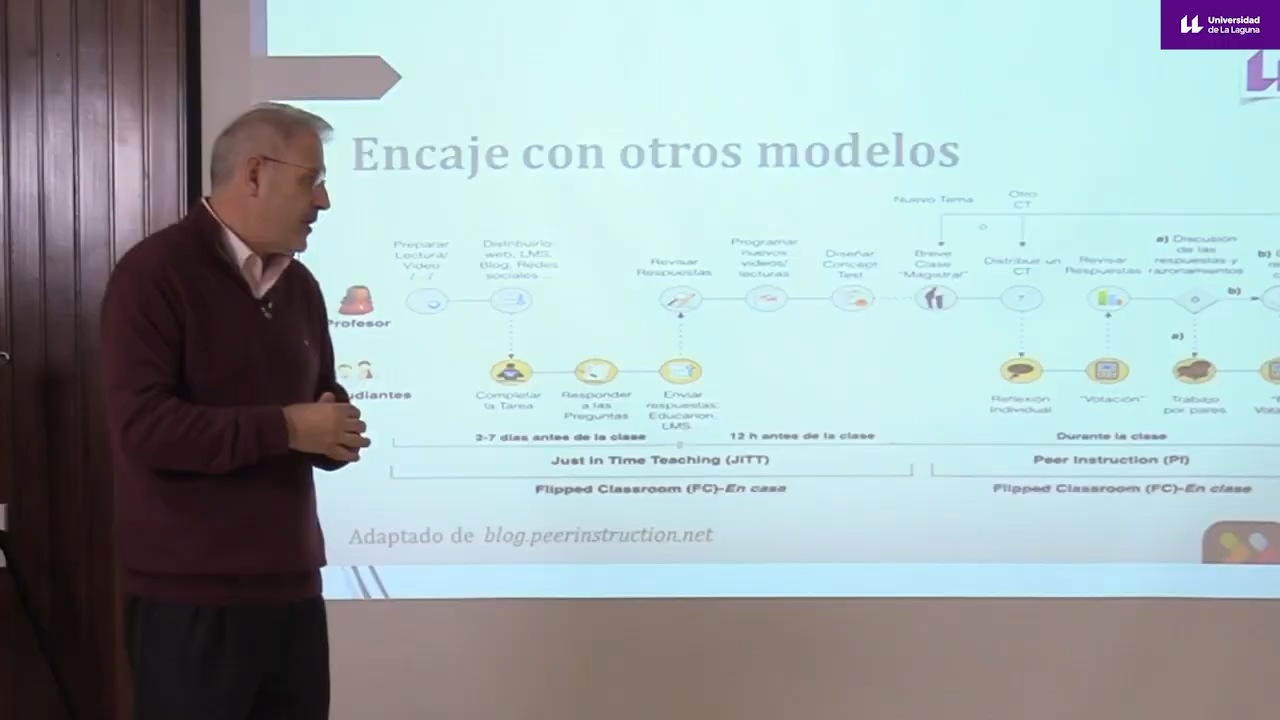 Universidad
de La Laguna
Encaje con otros modelos
Nuevo Tema
Otro
CT
Preparar
Lectura/
Video
/
Distribuirlo:
web, LMS,
Blog, Redes
sociales ...
Revisar
Respuestas
Programar
nuevos
videos/
lecturas
Diseñar
Concept
Test
Breve
Clase
"Magistral"
Distribuir un
CT
Revisar
Respuestas
a) Discusión
de las
respuestas y
razonamientos
b)
b)
Profesor
a)
udiantes
Completar
la Tarea
Responder
a las
Preguntas
Enviar
respuestas:
LMS
Reflexión
Individual
"Votación"
Trabajo
por pares
2-7 días antes de la clase
12 h antes de la clase
Durante la clase
Just in Time Teaching (JiTT)
Peer Instruction (PI)
Flipped Classroom (FC)-En casa
Flipped Classroom (FC)-En clase
Adaptado de blog.peerinstruction.net